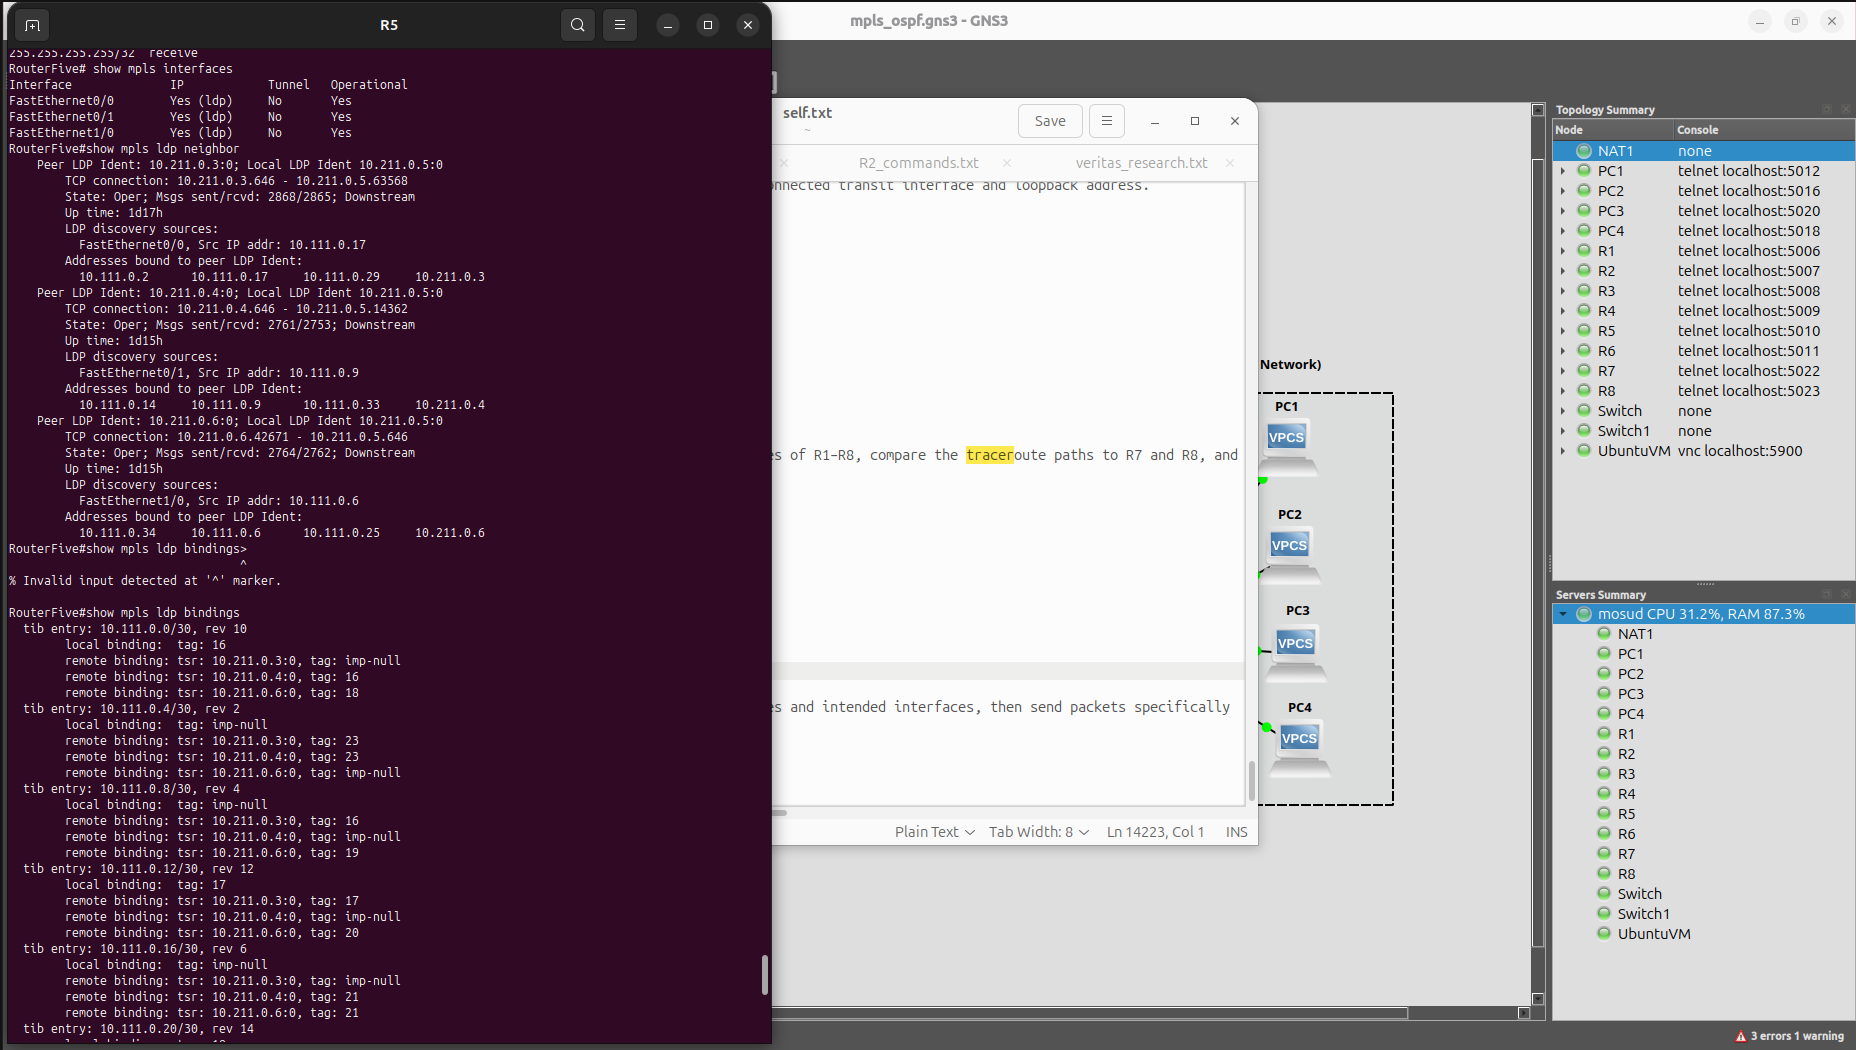 R5
255.255.255.255/32  receive
RouterFive# show mpls interfaces
Interface              IP            Tunnel   Operational
FastEthernet0/0        Yes (ldp)     No       Yes
FastEthernet0/1        Yes (ldp)     No       Yes
FastEthernet1/0        Yes (ldp)     No       Yes
RouterFive#show mpls ldp neighbor
    Peer LDP Ident: 10.211.0.3:0; Local LDP Ident 10.211.0.5:0
        TCP connection: 10.211.0.3.646 - 10.211.0.5.63568
        State: Oper; Msgs sent/rcvd: 2868/2865; Downstream
        Up time: 1d17h
        LDP discovery sources:
          FastEthernet0/0, Src IP addr: 10.111.0.17
        Addresses bound to peer LDP Ident:
          10.111.0.2      10.111.0.17     10.111.0.29     10.211.0.3
    Peer LDP Ident: 10.211.0.4:0; Local LDP Ident 10.211.0.5:0
        TCP connection: 10.211.0.4.646 - 10.211.0.5.14362
        State: Oper; Msgs sent/rcvd: 2761/2753; Downstream
        Up time: 1d15h
        LDP discovery sources:
          FastEthernet0/1, Src IP addr: 10.111.0.9
        Addresses bound to peer LDP Ident:
          10.111.0.14     10.111.0.9      10.111.0.33     10.211.0.4
    Peer LDP Ident: 10.211.0.6:0; Local LDP Ident 10.211.0.5:0
        TCP connection: 10.211.0.6.42671 - 10.211.0.5.646
        State: Oper; Msgs sent/rcvd: 2764/2762; Downstream
        Up time: 1d15h
        LDP discovery sources:
          FastEthernet1/0, Src IP addr: 10.111.0.6
        Addresses bound to peer LDP Ident:
          10.111.0.34     10.111.0.6      10.111.0.25     10.211.0.6
RouterFive#show mpls ldp bindings>
                                 ^
% Invalid input detected at '^' marker.
RouterFive#show mpls ldp bindings
  tib entry: 10.111.0.0/30, rev 10
        local binding:  tag: 16
        remote binding: tsr: 10.211.0.3:0, tag: imp-null
        remote binding: tsr: 10.211.0.4:0, tag: 16
        remote binding: tsr: 10.211.0.6:0, tag: 18
  tib entry: 10.111.0.4/30, rev 2
        local binding:  tag: imp-null
        remote binding: tsr: 10.211.0.3:0, tag: 23
        remote binding: tsr: 10.211.0.4:0, tag: 23
        remote binding: tsr: 10.211.0.6:0, tag: imp-null
  tib entry: 10.111.0.8/30, rev 4
        local binding:  tag: imp-null
        remote binding: tsr: 10.211.0.3:0, tag: 16
        remote binding: tsr: 10.211.0.4:0, tag: imp-null
        remote binding: tsr: 10.211.0.6:0, tag: 19
  tib entry: 10.111.0.12/30, rev 12
        local binding:  tag: 17
        remote binding: tsr: 10.211.0.3:0, tag: 17
        remote binding: tsr: 10.211.0.4:0, tag: imp-null
        remote binding: tsr: 10.211.0.6:0, tag: 20
  tib entry: 10.111.0.16/30, rev 6
        local binding:  tag: imp-null
        remote binding: tsr: 10.211.0.3:0, tag: imp-null
        remote binding: tsr: 10.211.0.4:0, tag: 21
        remote binding: tsr: 10.211.0.6:0, tag: 21
  tib entry: 10.111.0.20/30, rev 14
mpls_ospf.gns3 - GNS3
self.txt
~
Save
R2_commands.txt
veritas_research.txt
transit interface and loopback address.
of R1–R8, compare the traceroute paths to R7 and R8, and
and intended interfaces, then send packets specifically
Plain Text  Tab Width: 8  Ln 14223, Col 1  INS
Network)
PC1
VPCS
PC2
VPCS
PC3
VPCS
PC4
VPCS
Topology Summary
Node  Console
NAT1  none
PC1  telnet localhost:5012
PC2  telnet localhost:5016
PC3  telnet localhost:5020
PC4  telnet localhost:5018
R1  telnet localhost:5006
R2  telnet localhost:5007
R3  telnet localhost:5008
R4  telnet localhost:5009
R5  telnet localhost:5010
R6  telnet localhost:5011
R7  telnet localhost:5022
R8  telnet localhost:5023
Switch  none
Switch1  none
UbuntuVM  vnc localhost:5900
Servers Summary
mosud CPU 31.2%, RAM 87.3%
NAT1
PC1
PC2
PC3
PC4
R1
R2
R3
R4
R5
R6
R7
R8
Switch
Switch1
UbuntuVM
3 errors 1 warning